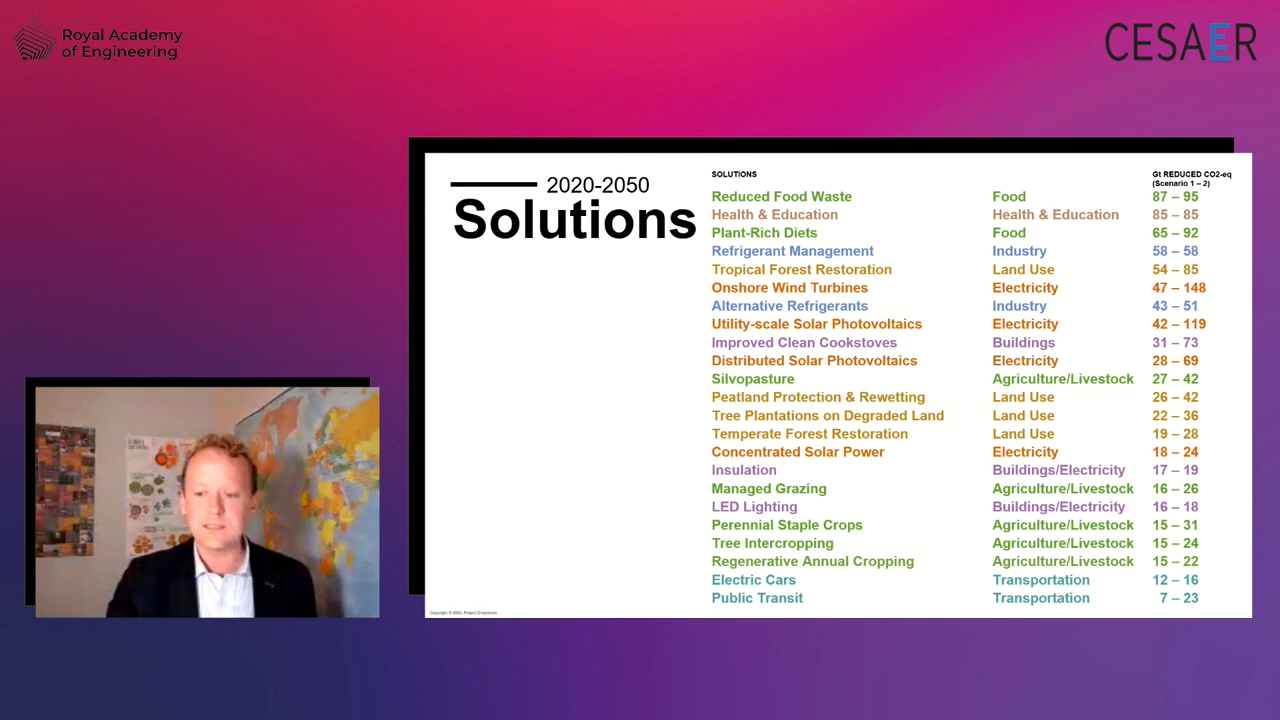 Royal Academy
of Engineering
CESAER
2020-2050
Solutions
SOLUTIONS Gt REDUCED CO2-eq
(Scenario 1 – 2)
Reduced Food Waste Food 87 – 95
Health & Education Health & Education 85 – 85
Plant-Rich Diets Food 65 – 92
Refrigerant Management Industry 58 – 58
Tropical Forest Restoration Land Use 54 – 85
Onshore Wind Turbines Electricity 47 – 148
Alternative Refrigerants Industry 43 – 51
Utility-scale Solar Photovoltaics Electricity 42 – 119
Improved Clean Cookstoves Buildings 31 – 73
Distributed Solar Photovoltaics Electricity 28 – 69
Silvopasture Agriculture/Livestock 27 – 42
Peatland Protection & Rewetting Land Use 26 – 42
Tree Plantations on Degraded Land Land Use 22 – 36
Temperate Forest Restoration Land Use 19 – 28
Concentrated Solar Power Electricity 18 – 24
Insulation Buildings/Electricity 17 – 19
Managed Grazing Agriculture/Livestock 16 – 26
LED Lighting Buildings/Electricity 16 – 18
Perennial Staple Crops Agriculture/Livestock 15 – 31
Tree Intercropping Agriculture/Livestock 15 – 24
Regenerative Annual Cropping Agriculture/Livestock 15 – 22
Electric Cars Transportation 12 – 16
Public Transit Transportation 7 – 23
Copyright © 2020, Project Drawdown